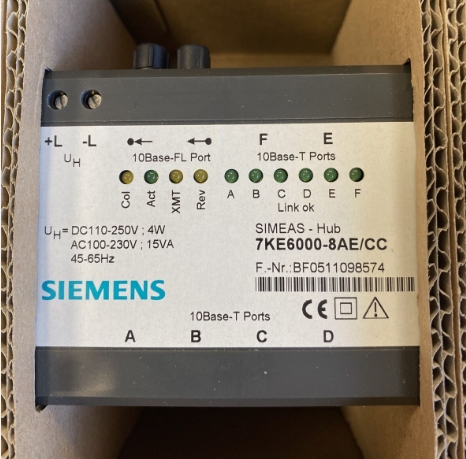 +L -L F E
UH 10Base-FL Port 10Base-T Ports
Col Act XMT Rev A B C D E F
Link ok
UH= DC110-250V ; 4W
AC100-230V ; 15VA
45-65Hz
SIMEAS - Hub
7KE6000-8AE/CC
F.-Nr.:BF0511098574
SIEMENS
CE
10Base-T Ports
A B C D